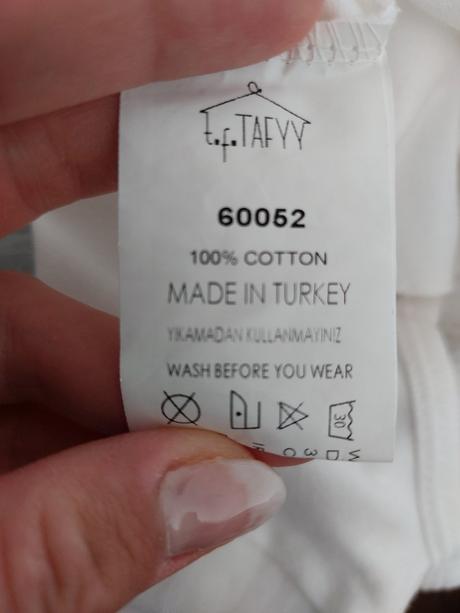 t.f.TAFYY
60052
100% COTTON
MADE IN TURKEY
YIKAMADAN KULLANMAYINIZ
WASH BEFORE YOU WEAR
30